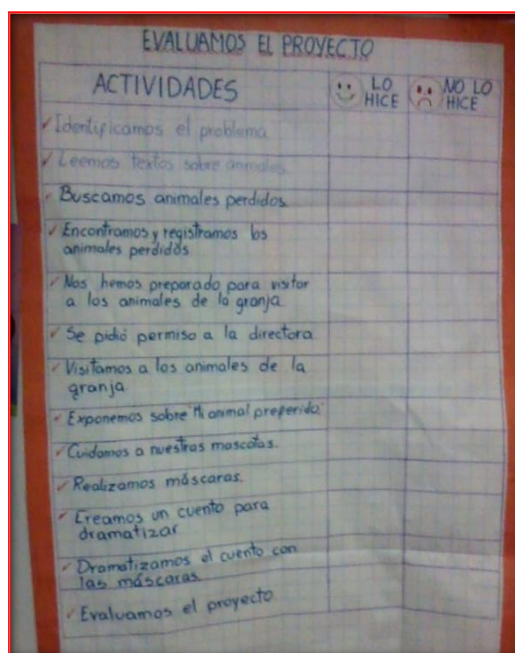 EVALUAMOS EL PROYECTO
ACTIVIDADES
LO HICE
NO LO HICE
✓ Identificamos el problema
✓ Leemos textos sobre animales
✓ Buscamos animales perdidos
✓ Encontramos y registramos los
animales perdidos
✓ Nos hemos preparado para visitar
a los animales de la granja
✓ Se pidió permiso a la directora
✓ Visitamos a los animales de la
granja
✓ Exponemos sobre "Mi animal preferido"
✓ Cuidamos a nuestras mascotas.
✓ Realizamos máscaras.
✓ Creamos un cuento para
dramatizar
✓ Dramatizamos el cuento con
las máscaras
✓ Evaluamos el proyecto